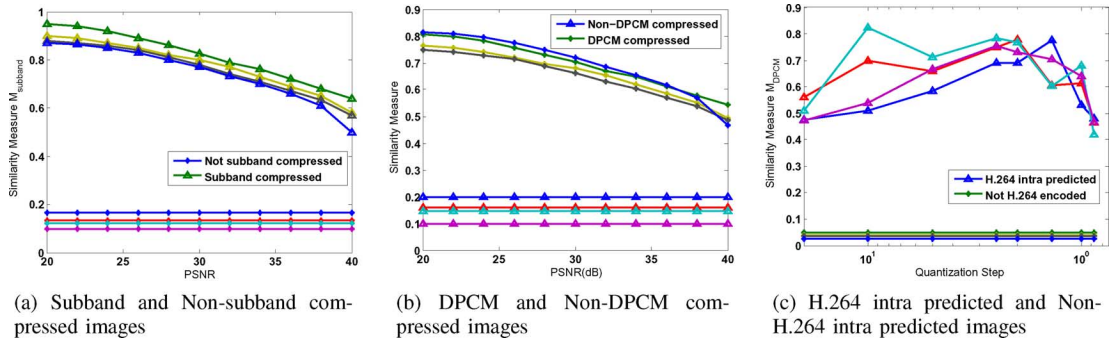 Similarity Measure M_subband
1
0.8
0.6
0.4
0.2
0
20
25
30
35
40
PSNR
Not subband compressed
Subband compressed
Similarity Measure
0.9
0.8
0.7
0.6
0.5
0.4
0.3
0.2
0.1
0
20
25
30
35
40
PSNR(dB)
Non-DPCM compressed
DPCM compressed
Similarity Measure M_DPCM
0.9
0.8
0.7
0.6
0.5
0.4
0.3
0.2
0.1
0
10^1
10^0
Quantization Step
H.264 intra predicted
Not H.264 encoded
(a) Subband and Non-subband com-
pressed images
(b) DPCM and Non-DPCM com-
pressed images
(c) H.264 intra predicted and Non-
H.264 intra predicted images